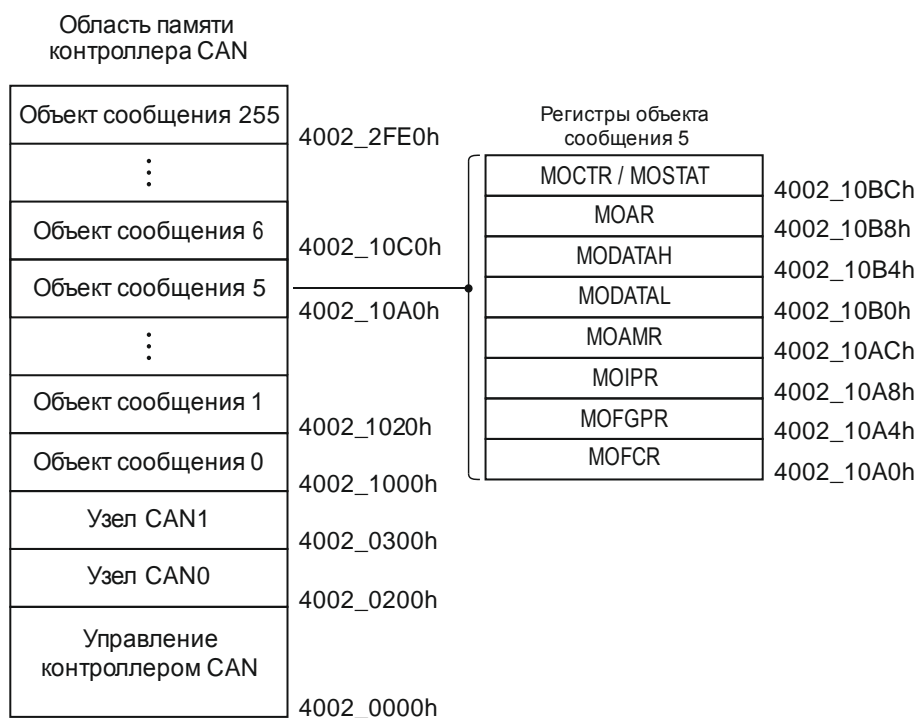 Область памяти
контроллера CAN
Объект сообщения 255
4002_2FE0h
Объект сообщения 6
4002_10C0h
Объект сообщения 5
4002_10A0h
Объект сообщения 1
4002_1020h
Объект сообщения 0
4002_1000h
Узел CAN1
4002_0300h
Узел CAN0
4002_0200h
Управление
контроллером CAN
4002_0000h
Регистры объекта
сообщения 5
MOCTR / MOSTAT
4002_10BCh
MOAR
4002_10B8h
MODATAH
4002_10B4h
MODATAL
4002_10B0h
MOAMR
4002_10ACh
MOIPR
4002_10A8h
MOFGPR
4002_10A4h
MOFCR
4002_10A0h